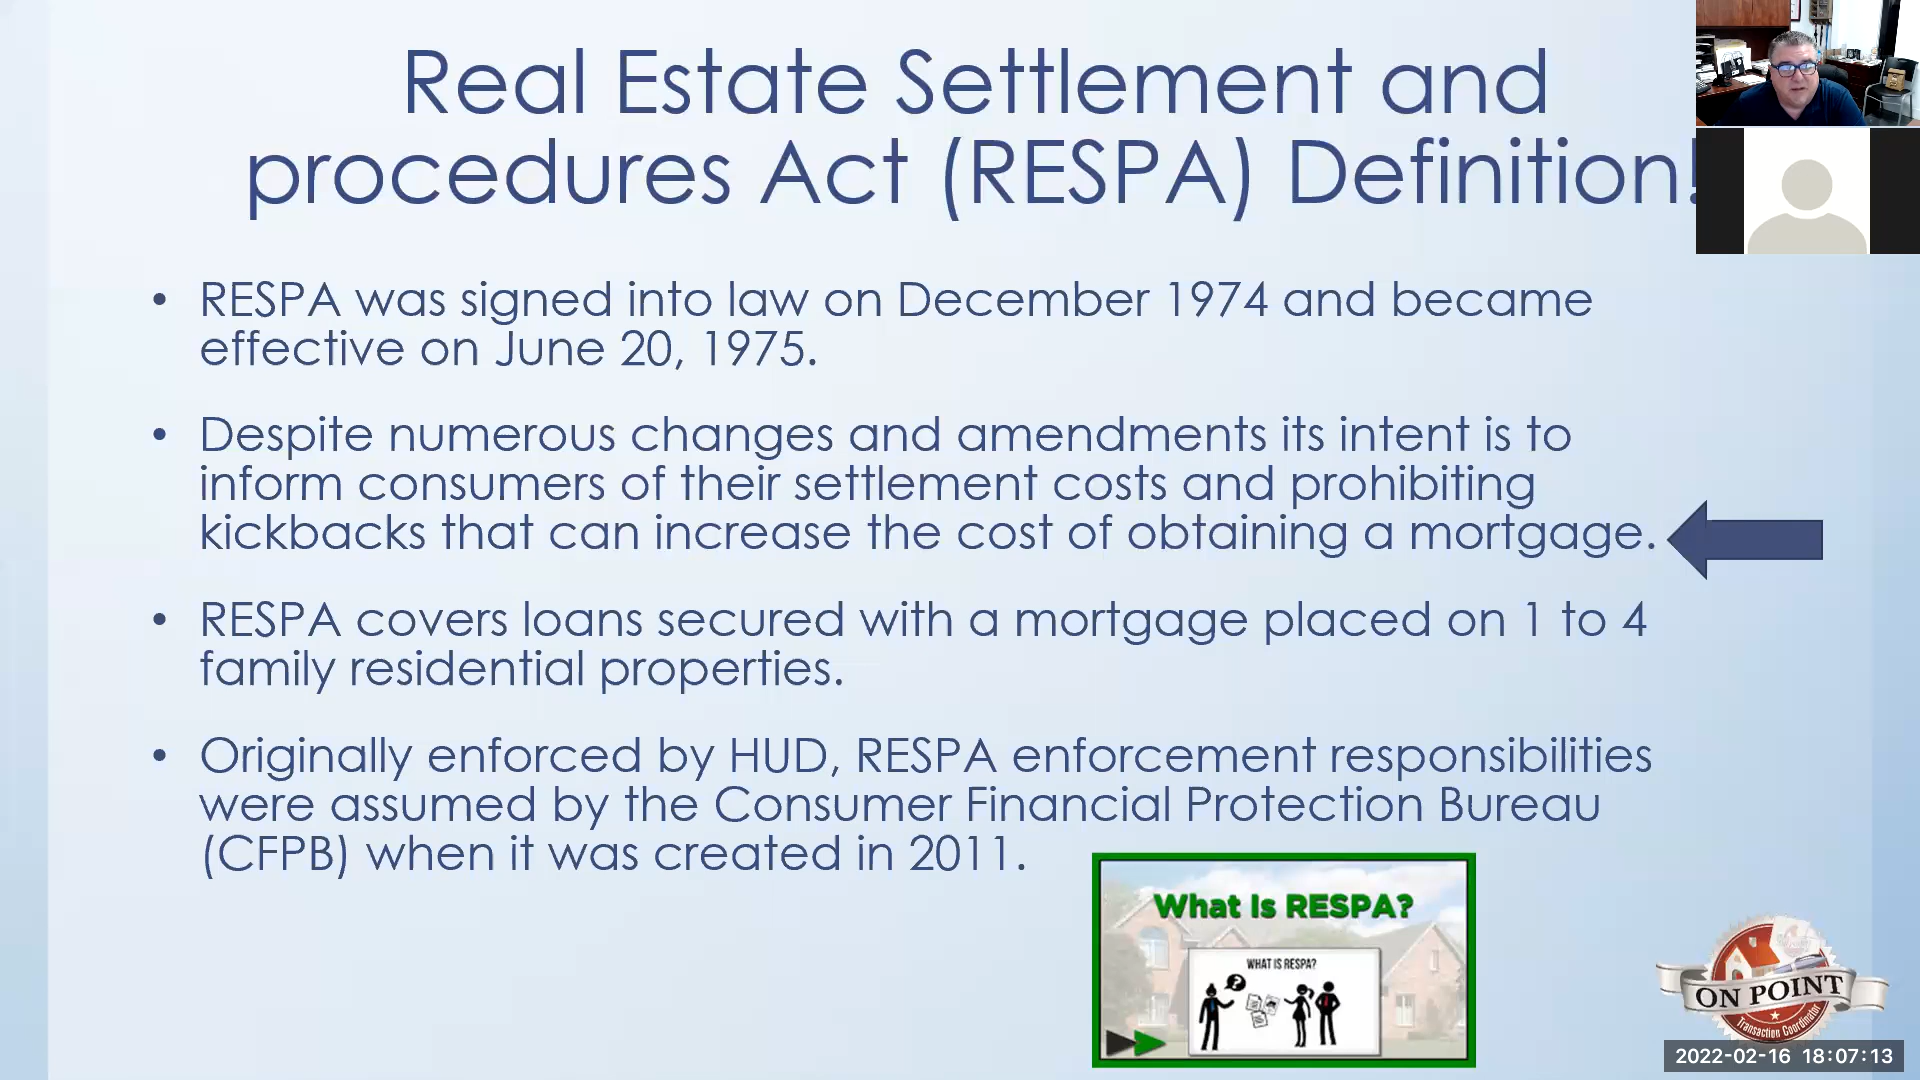 Real Estate Settlement and
procedures Act (RESPA) Definition!
• RESPA was signed into law on December 1974 and became
effective on June 20, 1975.
• Despite numerous changes and amendments its intent is to
inform consumers of their settlement costs and prohibiting
kickbacks that can increase the cost of obtaining a mortgage.
• RESPA covers loans secured with a mortgage placed on 1 to 4
family residential properties.
• Originally enforced by HUD, RESPA enforcement responsibilities
were assumed by the Consumer Financial Protection Bureau
(CFPB) when it was created in 2011.
What Is RESPA?
WHAT IS RESPA?
?
ON POINT
Transaction Coordinator
2022-02-16 18:07:13